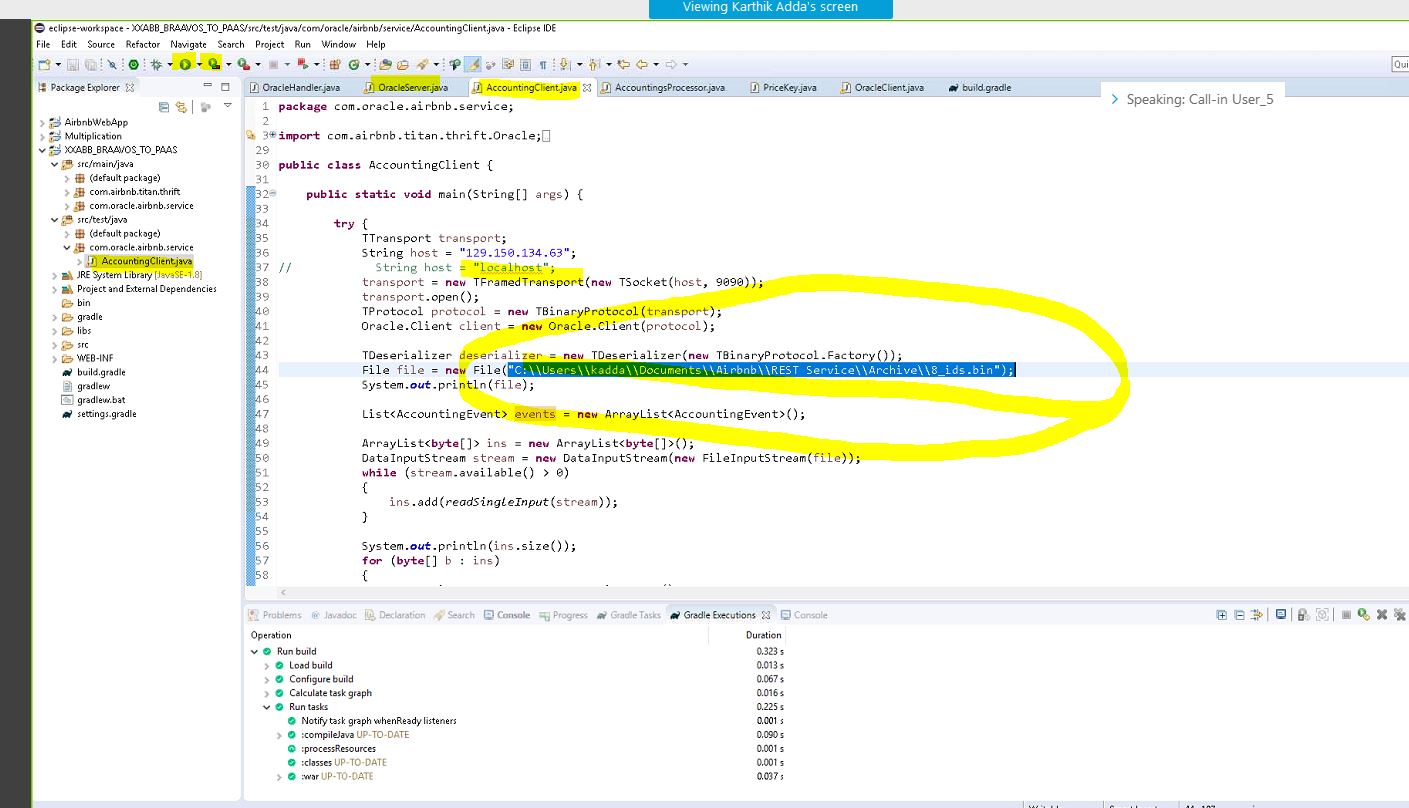 Viewing Karthik Adda's screen
eclipse-workspace - XXABB_BRAAVOS_TO_PAAS/src/test/java/com/oracle/airbnb/service/AccountingClient.java - Eclipse IDE
File Edit Source Refactor Navigate Search Project Run Window Help
Qui
Package Explorer
OracleHandler.java OracleServer.java AccountingClient.java AccountingsProcessor.java PriceKey.java OracleClient.java build.gradle
Speaking: Call-in User_5
AirbnbWebApp
Multiplication
XXABB_BRAAVOS_TO_PAAS
src/main/java
(default package)
com.airbnb.titan.thrift
com.oracle.airbnb.service
src/test/java
(default package)
com.oracle.airbnb.service
AccountingClient.java
JRE System Library [JavaSE-1.8]
Project and External Dependencies
bin
gradle
libs
src
WEB-INF
build.gradle
gradlew
gradlew.bat
settings.gradle
1 package com.oracle.airbnb.service;
2
3 import com.airbnb.titan.thrift.Oracle;
29
30 public class AccountingClient {
31
32 public static void main(String[] args) {
33
34 try {
35 TTransport transport;
36 String host = "129.150.134.63";
37 // String host = "localhost";
38 transport = new TFramedTransport(new TSocket(host, 9090));
39 transport.open();
40 TProtocol protocol = new TBinaryProtocol(transport);
41 Oracle.Client client = new Oracle.Client(protocol);
42
43 TDeserializer deserializer = new TDeserializer(new TBinaryProtocol.Factory());
44 File file = new File("C:\\Users\\kadda\\Documents\\Airbnb\\REST Service\\Archive\\8_ids.bin");
45 System.out.println(file);
46
47 List<AccountingEvent> events = new ArrayList<AccountingEvent>();
48
49 ArrayList<byte[]> ins = new ArrayList<byte[]>();
50 DataInputStream stream = new DataInputStream(new FileInputStream(file));
51 while (stream.available() > 0)
52 {
53 ins.add(readSingleInput(stream));
54 }
55
56 System.out.println(ins.size());
57 for (byte[] b : ins)
58 {
Problems Javadoc Declaration Search Console Progress Gradle Tasks Gradle Executions Console
Operation Duration
Run build 0.323 s
Load build 0.013 s
Configure build 0.067 s
Calculate task graph 0.016 s
Run tasks 0.225 s
Notify task graph whenReady listeners 0.001 s
:compileJava UP-TO-DATE 0.090 s
:processResources 0.001 s
:classes UP-TO-DATE 0.001 s
:war UP-TO-DATE 0.037 s